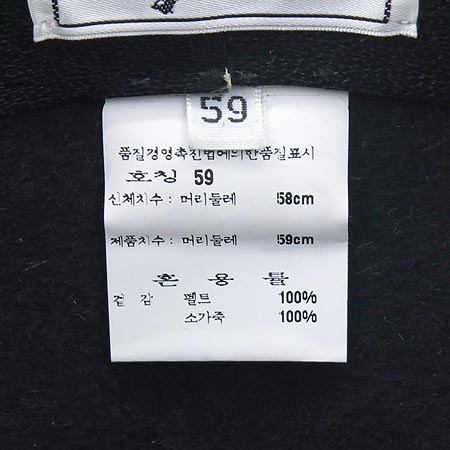 59
품질경영촉진법에의한품질표시
호칭 59
신체치수: 머리둘레 58cm
제품치수: 머리둘레 59cm
혼 용 률
겉 감 펠트 100%
소가죽 100%